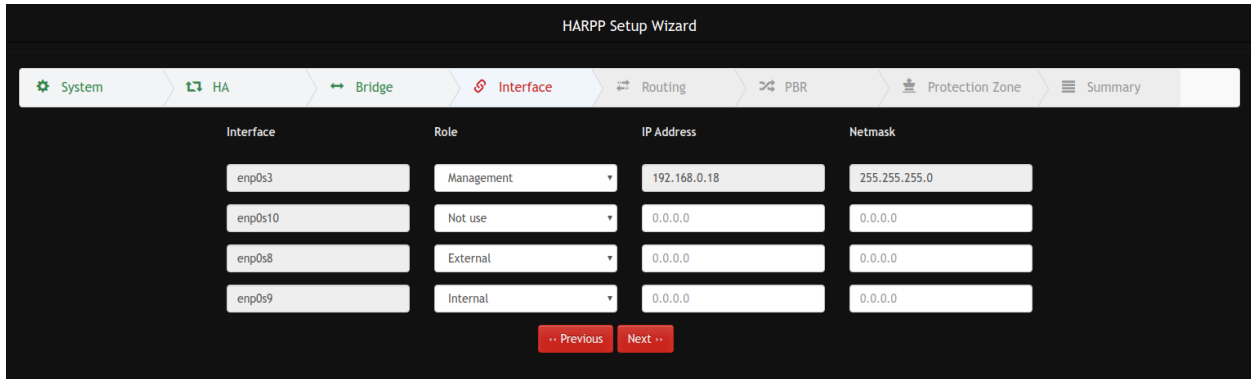 HARPP Setup Wizard
System HA Bridge Interface Routing PBR Protection Zone Summary
Interface Role IP Address Netmask
enp0s3 Management 192.168.0.18 255.255.255.0
enp0s10 Not use 0.0.0.0 0.0.0.0
enp0s8 External 0.0.0.0 0.0.0.0
enp0s9 Internal 0.0.0.0 0.0.0.0
‹‹ Previous Next ››